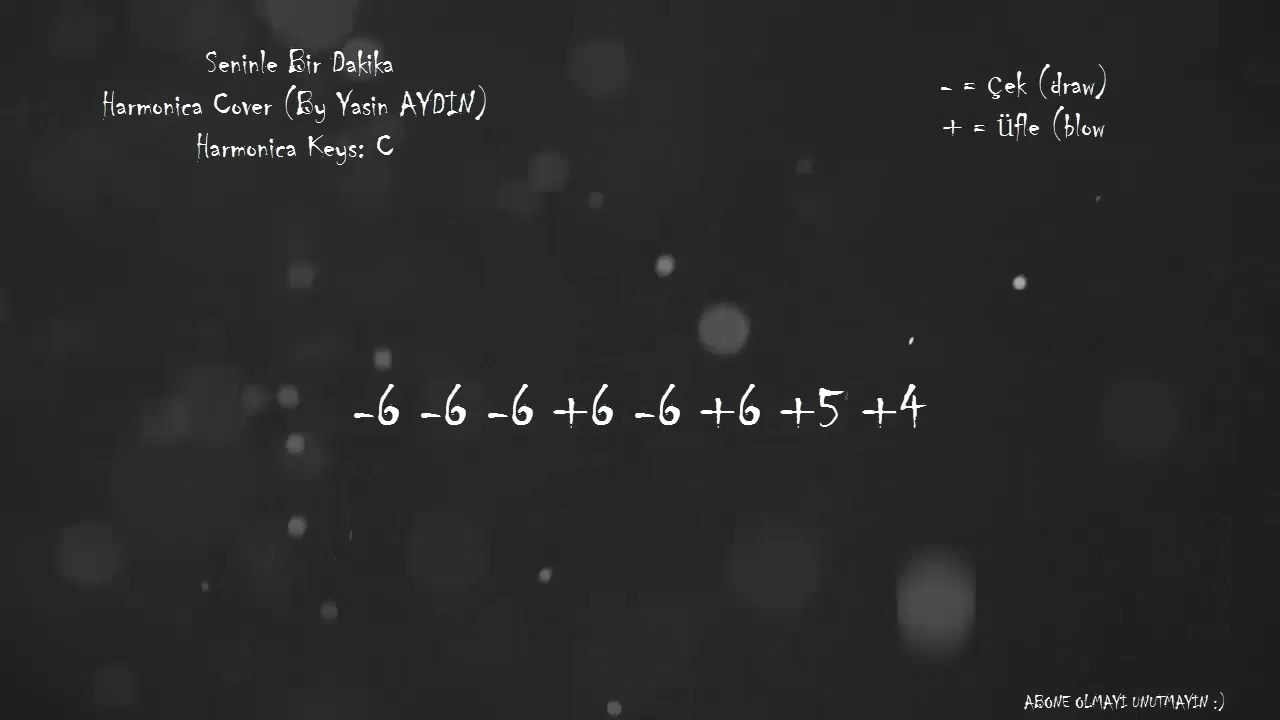 Seninle Bir Dakika
Harmonica Cover (By Yasin AYDIN)
Harmonica Keys: C
- = Çek (draw)
+ = Üfle (blow
-6 -6 -6 +6 -6 +6 +5 +4
ABONE OLMAYI UNUTMAYIN :)